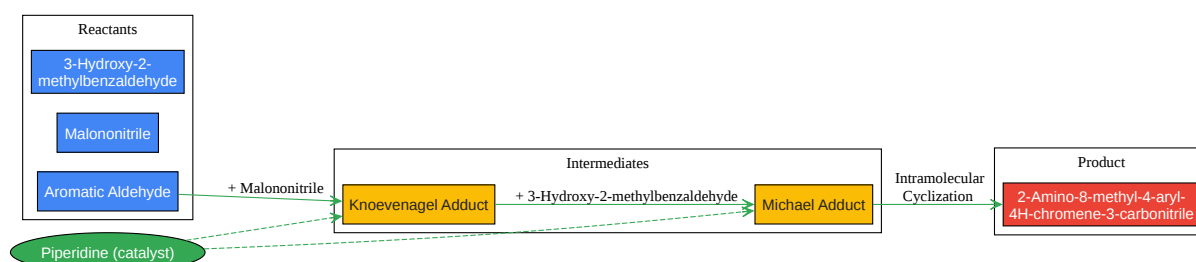 Reactants
3-Hydroxy-2-
methylbenzaldehyde
Malononitrile
Aromatic Aldehyde
Piperidine (catalyst)
+ Malononitrile
Intermediates
Knoevenagel Adduct
+ 3-Hydroxy-2-methylbenzaldehyde
Michael Adduct
Intramolecular
Cyclization
Product
2-Amino-8-methyl-4-aryl-
4H-chromene-3-carbonitrile